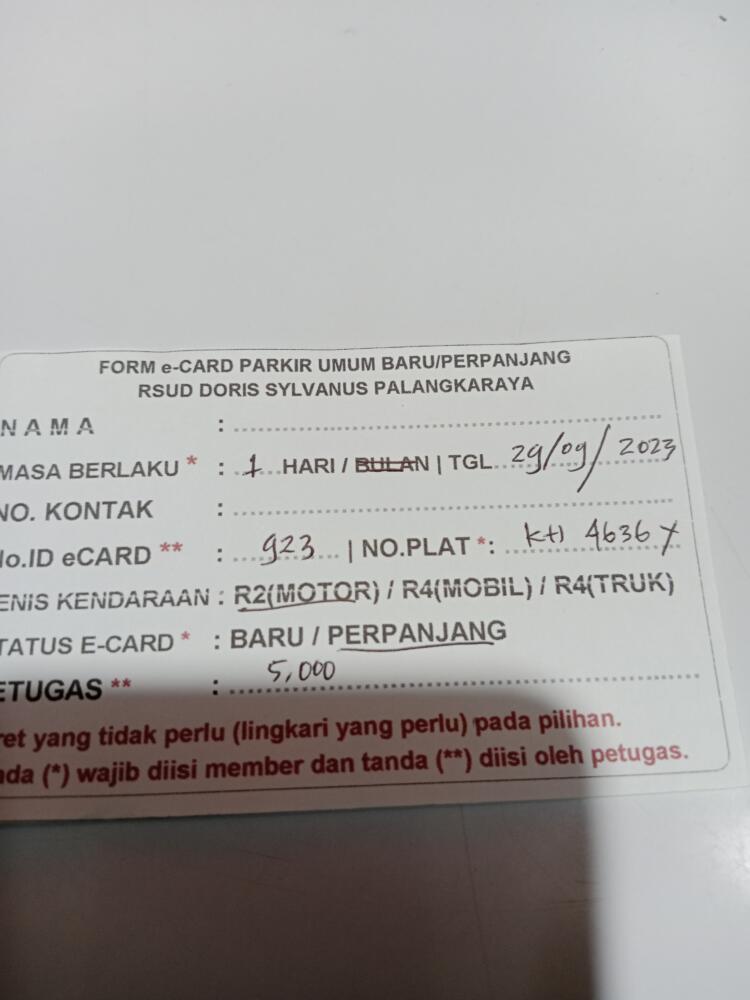 FORM e-CARD PARKIR UMUM BARU/PERPANJANG
RSUD DORIS SYLVANUS PALANGKARAYA
NAMA :
MASA BERLAKU * : 1 HARI / BULAN | TGL 29/09/2023
NO. KONTAK :
No.ID eCARD ** : 923 | NO.PLAT *: KH 4636 Y
ENIS KENDARAAN : R2(MOTOR) / R4(MOBIL) / R4(TRUK)
TATUS E-CARD * : BARU / PERPANJANG
ETUGAS ** : 5,000
ret yang tidak perlu (lingkari yang perlu) pada pilihan.
nda (*) wajib diisi member dan tanda (**) diisi oleh petugas.